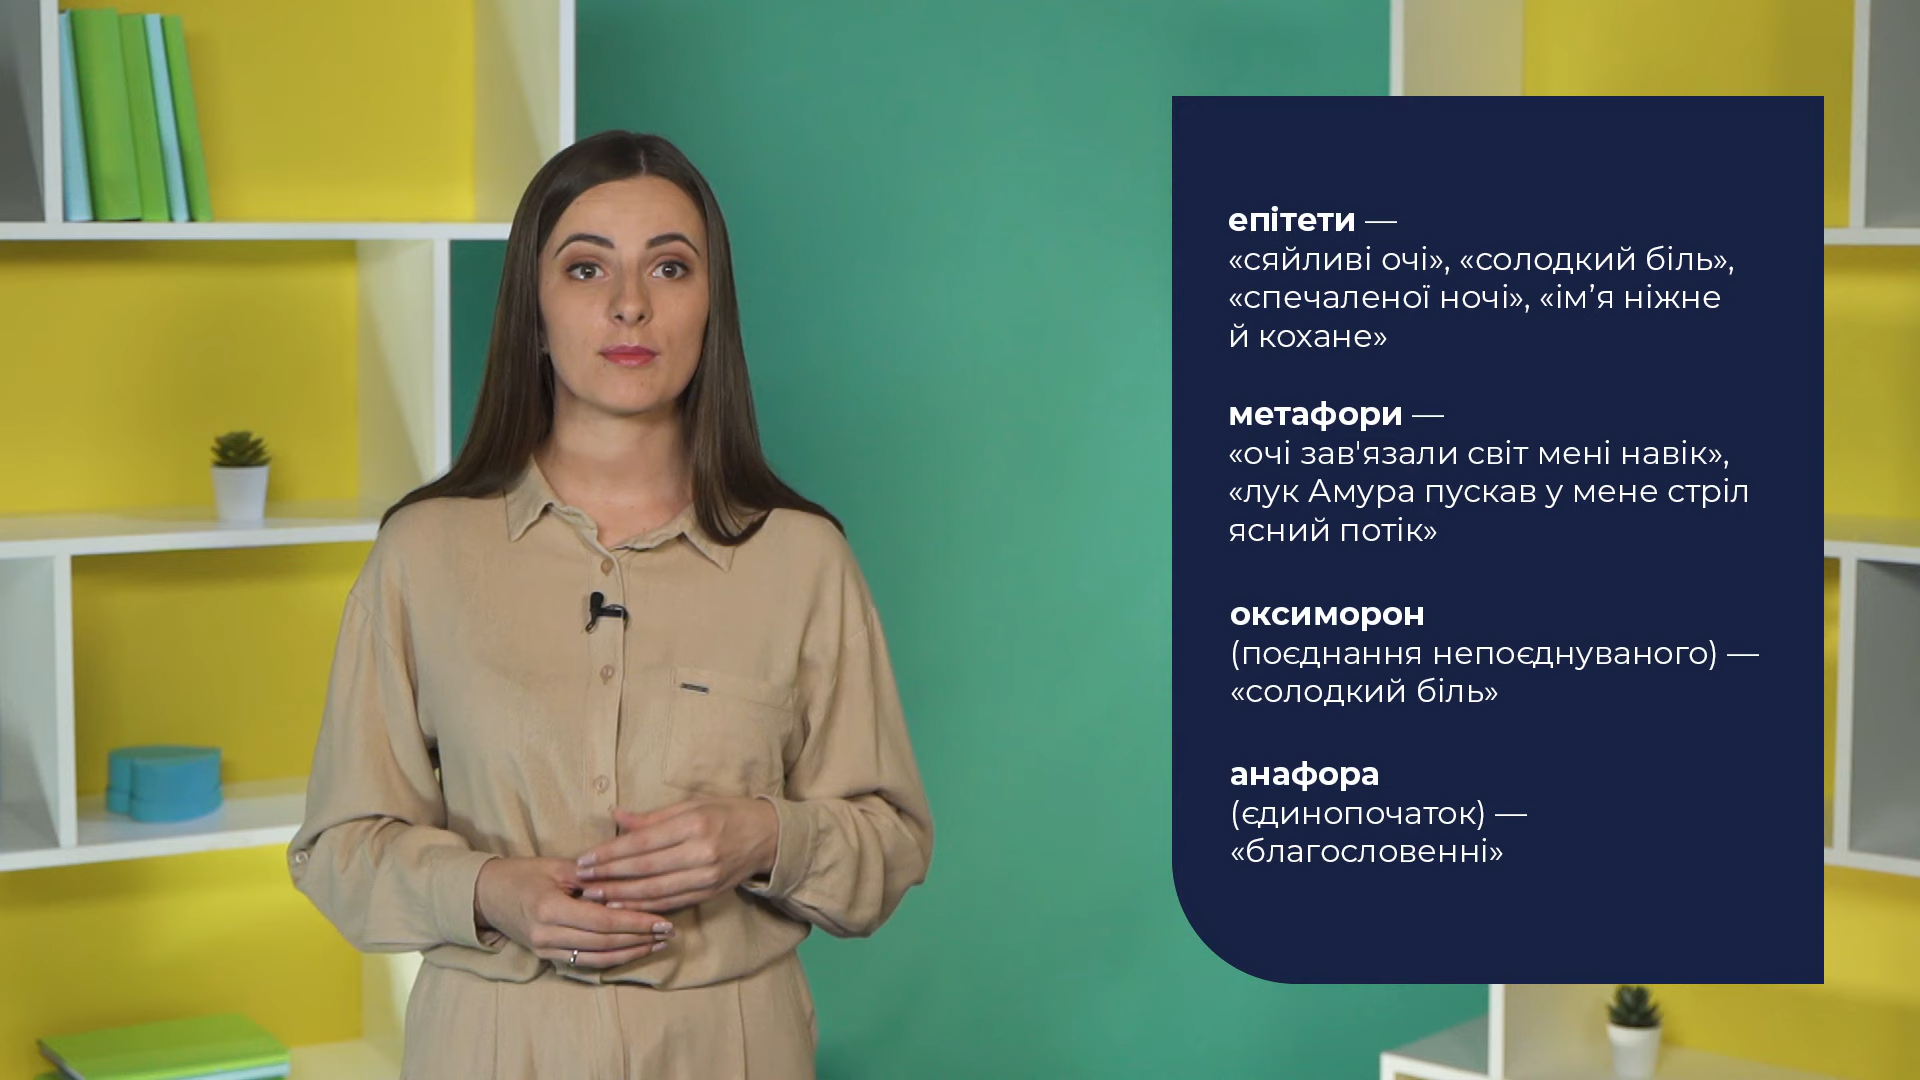 епітети —
«сяйливі очі», «солодкий біль»,
«спечаленої ночі», «ім’я ніжне
й кохане»
метафори —
«очі зав'язали світ мені навік»,
«лук Амура пускав у мене стріл
ясний потік»
оксиморон
(поєднання непоєднуваного) —
«солодкий біль»
анафора
(єдинопочаток) —
«благословенні»